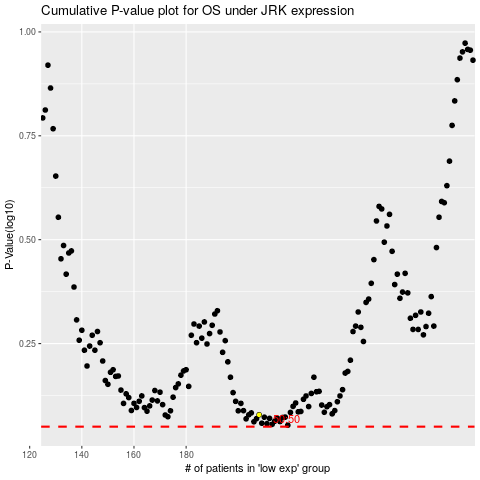 Cumulative P-value plot for OS under JRK expression
P-Value(log10)
1.00
0.75
0.50
0.25
120
140
160
180
# of patients in 'low exp' group